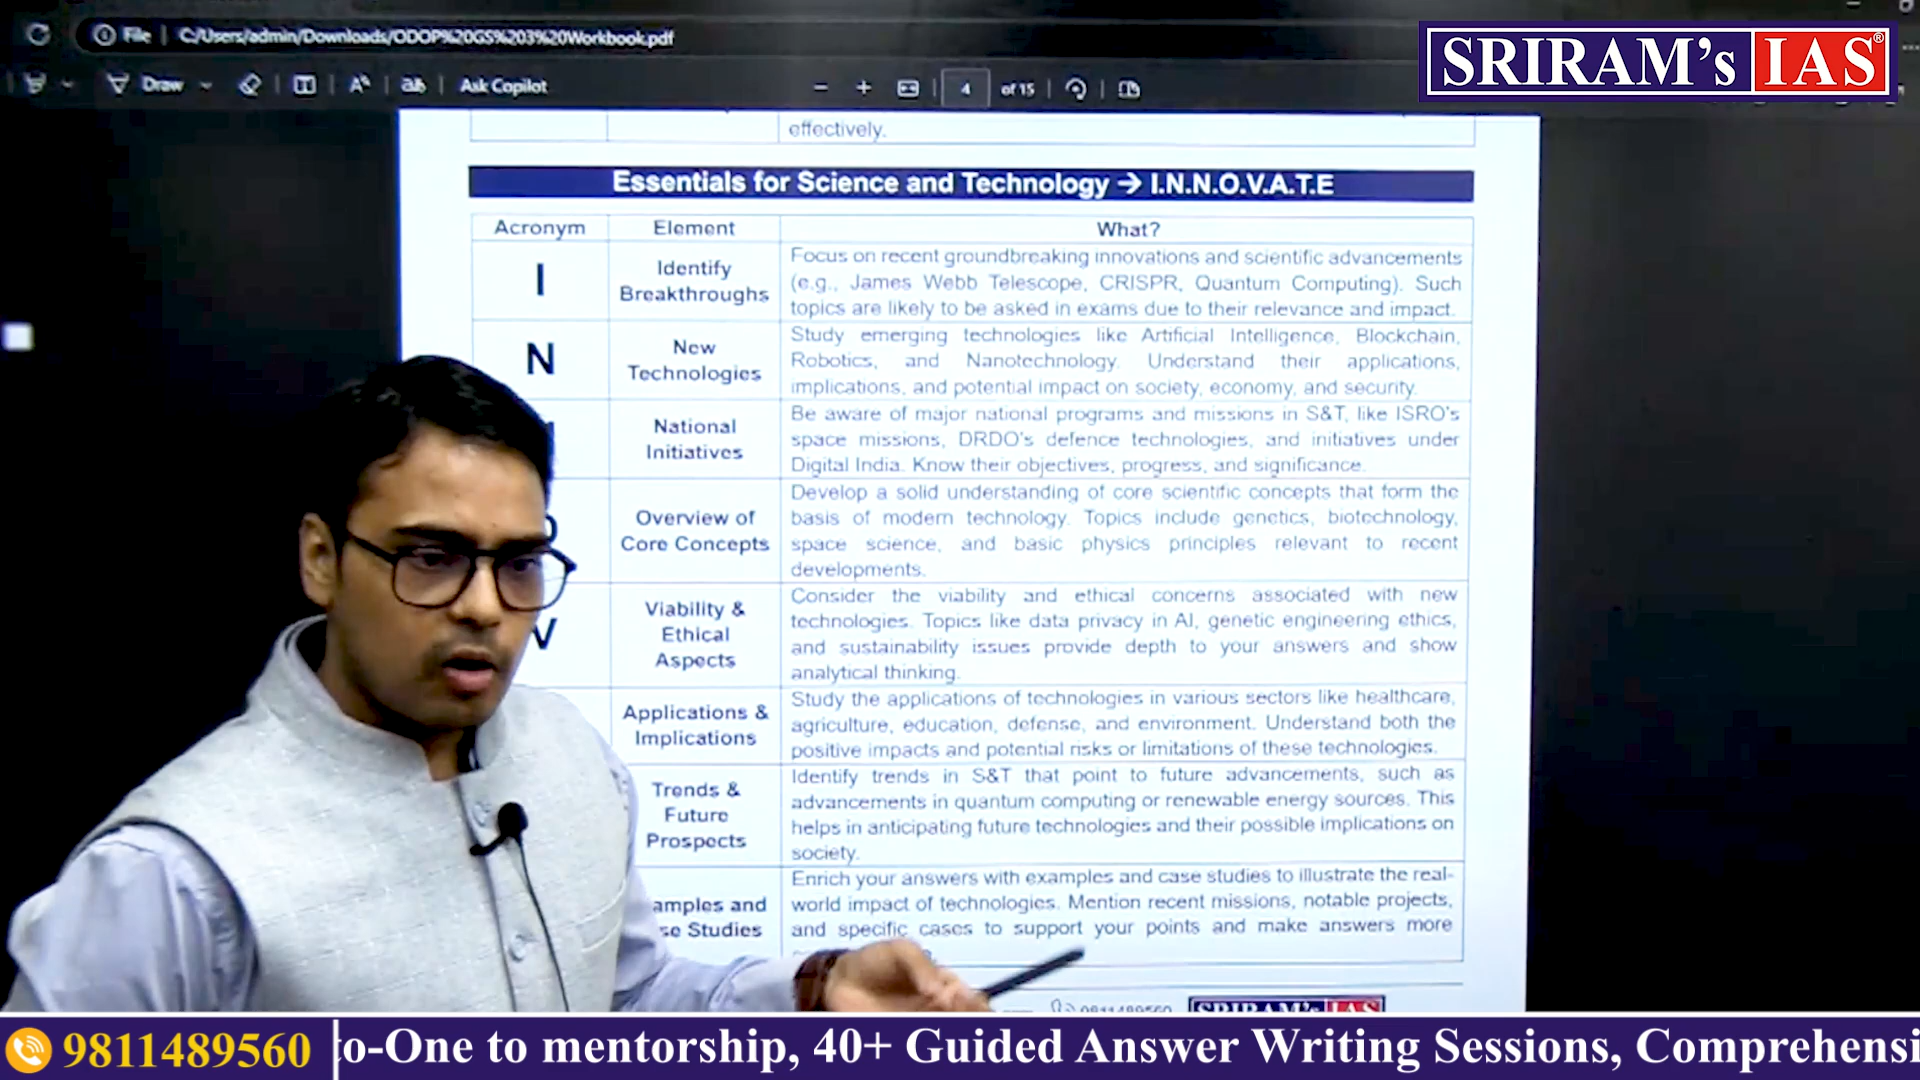 File | C:/Users/admin/Downloads/ODOP%20GS%203%20Workbook.pdf
SRIRAM's IAS®
Draw
Ask Copilot
4 of 15
effectively.
Essentials for Science and Technology → I.N.N.O.V.A.T.E
Acronym Element What?
I
Identify
Breakthroughs
Focus on recent groundbreaking innovations and scientific advancements
(e.g., James Webb Telescope, CRISPR, Quantum Computing). Such
topics are likely to be asked in exams due to their relevance and impact.
N
New
Technologies
Study emerging technologies like Artificial Intelligence, Blockchain,
Robotics, and Nanotechnology. Understand their applications,
implications, and potential impact on society, economy, and security.
National
Initiatives
Be aware of major national programs and missions in S&T, like ISRO's
space missions, DRDO's defence technologies, and initiatives under
Digital India. Know their objectives, progress, and significance.
Overview of
Core Concepts
Develop a solid understanding of core scientific concepts that form the
basis of modern technology. Topics include genetics, biotechnology,
space science, and basic physics principles relevant to recent
developments.
V
Viability &
Ethical
Aspects
Consider the viability and ethical concerns associated with new
technologies. Topics like data privacy in AI, genetic engineering ethics,
and sustainability issues provide depth to your answers and show
analytical thinking.
Applications &
Implications
Study the applications of technologies in various sectors like healthcare,
agriculture, education, defense, and environment. Understand both the
positive impacts and potential risks or limitations of these technologies.
Trends &
Future
Prospects
Identify trends in S&T that point to future advancements, such as
advancements in quantum computing or renewable energy sources. This
helps in anticipating future technologies and their possible implications on
society.
amples and
se Studies
Enrich your answers with examples and case studies to illustrate the real-
world impact of technologies. Mention recent missions, notable projects,
and specific cases to support your points and make answers more
9811489560
SRIRAM's IAS
9811489560 to-One to mentorship, 40+ Guided Answer Writing Sessions, Comprehensi